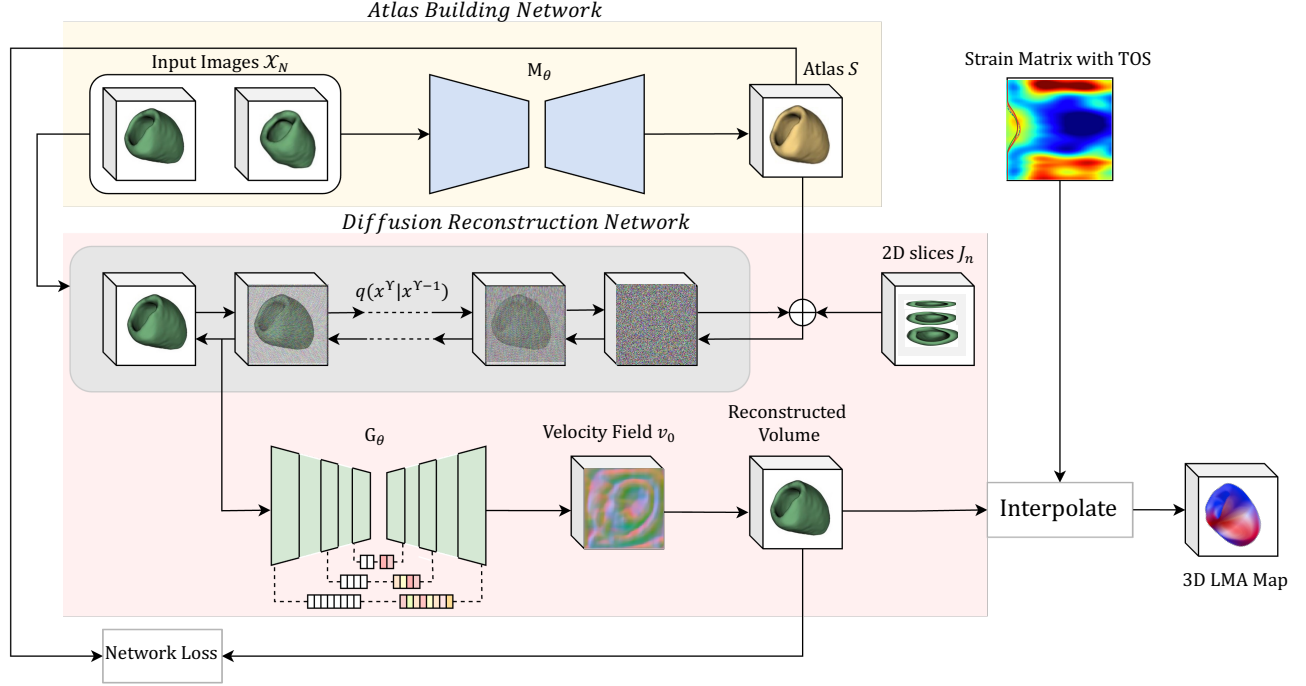 Atlas Building Network
Input Images 𝒳_N
M_θ
Atlas S
Strain Matrix with TOS
Diffusion Reconstruction Network
q(x^Υ|x^{Υ−1})
2D slices J_n
G_θ
Velocity Field v_0
Reconstructed
Volume
Interpolate
3D LMA Map
Network Loss